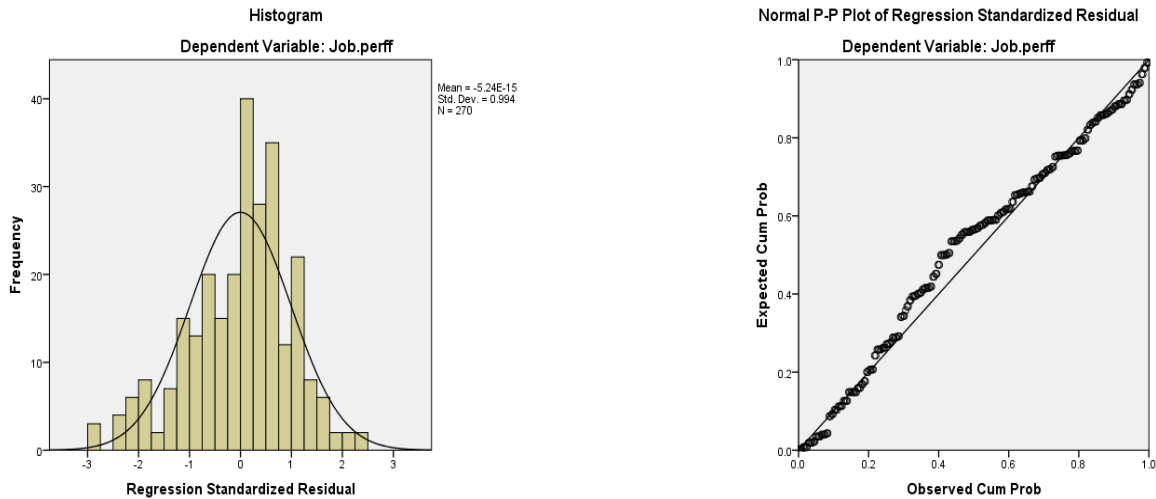 Histogram
Dependent Variable: Job.perff
Mean = -5.24E-15
Std. Dev. = 0.994
N = 270
Frequency
40
30
20
10
0
-3 -2 -1 0 1 2 3
Regression Standardized Residual
Normal P-P Plot of Regression Standardized Residual
Dependent Variable: Job.perff
Expected Cum Prob
1.0
0.8
0.6
0.4
0.2
0.0
0.0 0.2 0.4 0.6 0.8 1.0
Observed Cum Prob